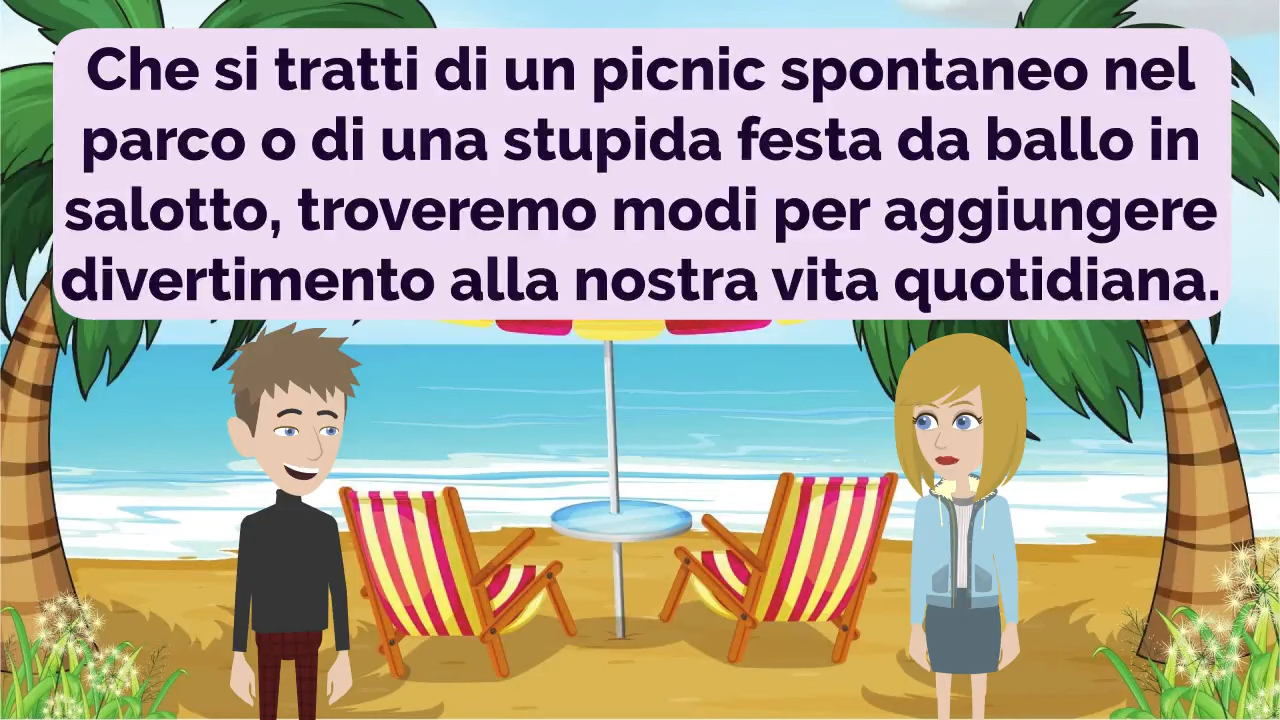 Che si tratti di un picnic spontaneo nel
parco o di una stupida festa da ballo in
salotto, troveremo modi per aggiungere
divertimento alla nostra vita quotidiana.